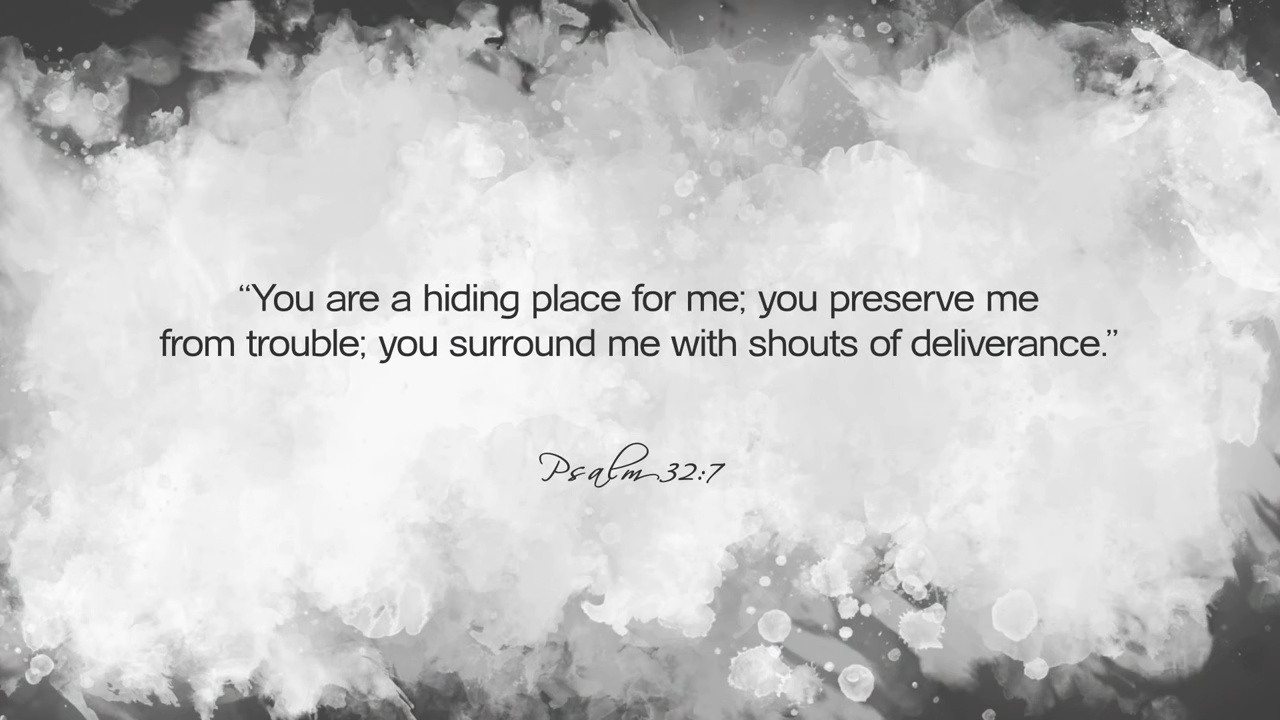 “You are a hiding place for me; you preserve me
from trouble; you surround me with shouts of deliverance.”
Psalm 32:7